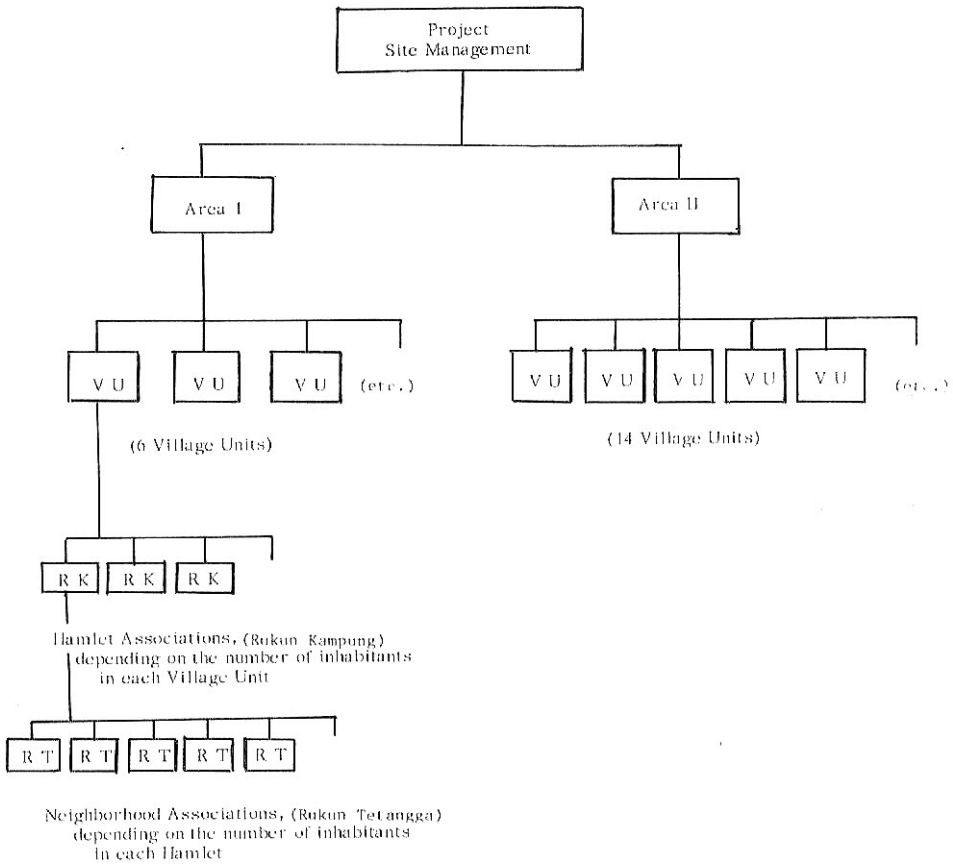 Project
Site Management
Area I
Area II
V U
V U
V U
(etc.)
V U
V U
V U
V U
V U
(etc.)
(6 Village Units)
(14 Village Units)
R K
R K
R K
Hamlet Associations, (Rukun Kampung)
depending on the number of inhabitants
in each Village Unit
R T
R T
R T
R T
R T
Neighborhood Associations, (Rukun Tetangga)
depending on the number of inhabitants
in each Hamlet